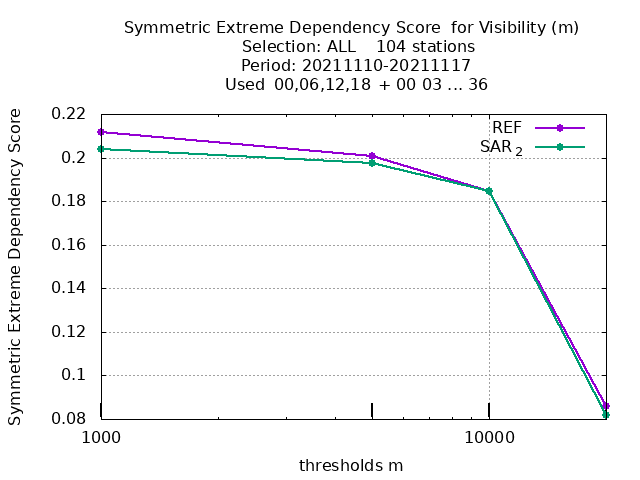 Symmetric Extreme Dependency Score  for Visibility (m)
Selection: ALL    104 stations
Period: 20211110-20211117
Used  00,06,12,18  + 00 03 ... 36
Symmetric Extreme Dependency Score
0.22
0.2
0.18
0.16
0.14
0.12
0.1
0.08
REF
SAR 2
1000
10000
thresholds m